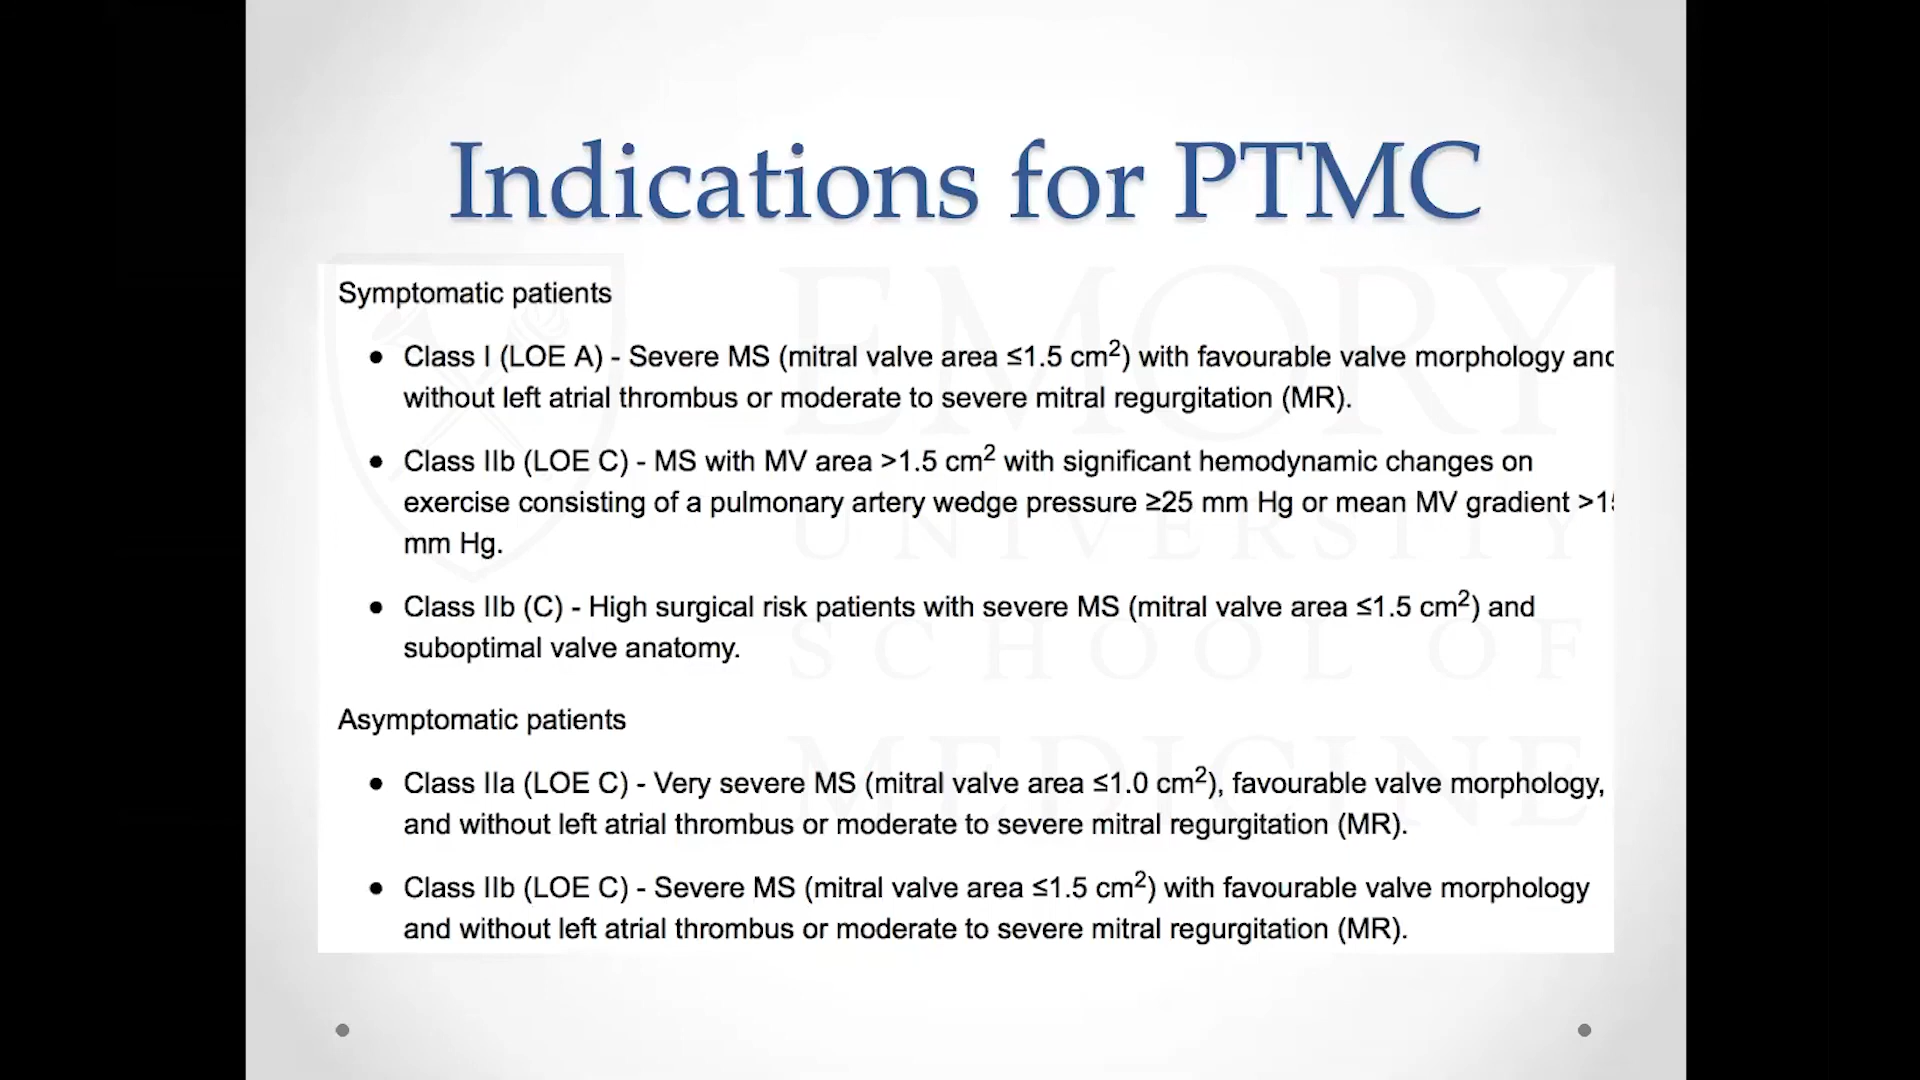 Indications for PTMC
Symptomatic patients
● Class I (LOE A) - Severe MS (mitral valve area ≤1.5 cm²) with favourable valve morphology and
without left atrial thrombus or moderate to severe mitral regurgitation (MR).
● Class IIb (LOE C) - MS with MV area >1.5 cm² with significant hemodynamic changes on
exercise consisting of a pulmonary artery wedge pressure ≥25 mm Hg or mean MV gradient
mm Hg.
● Class IIb (C) - High surgical risk patients with severe MS (mitral valve area ≤1.5 cm²) and
suboptimal valve anatomy.
Asymptomatic patients
● Class IIa (LOE C) - Very severe MS (mitral valve area ≤1.0 cm²), favourable valve morphology,
and without left atrial thrombus or moderate to severe mitral regurgitation (MR).
● Class IIb (LOE C) - Severe MS (mitral valve area ≤1.5 cm²) with favourable valve morphology
and without left atrial thrombus or moderate to severe mitral regurgitation (MR).
EMORY
UNIVERSITY
SCHOOL OF
MEDICINE